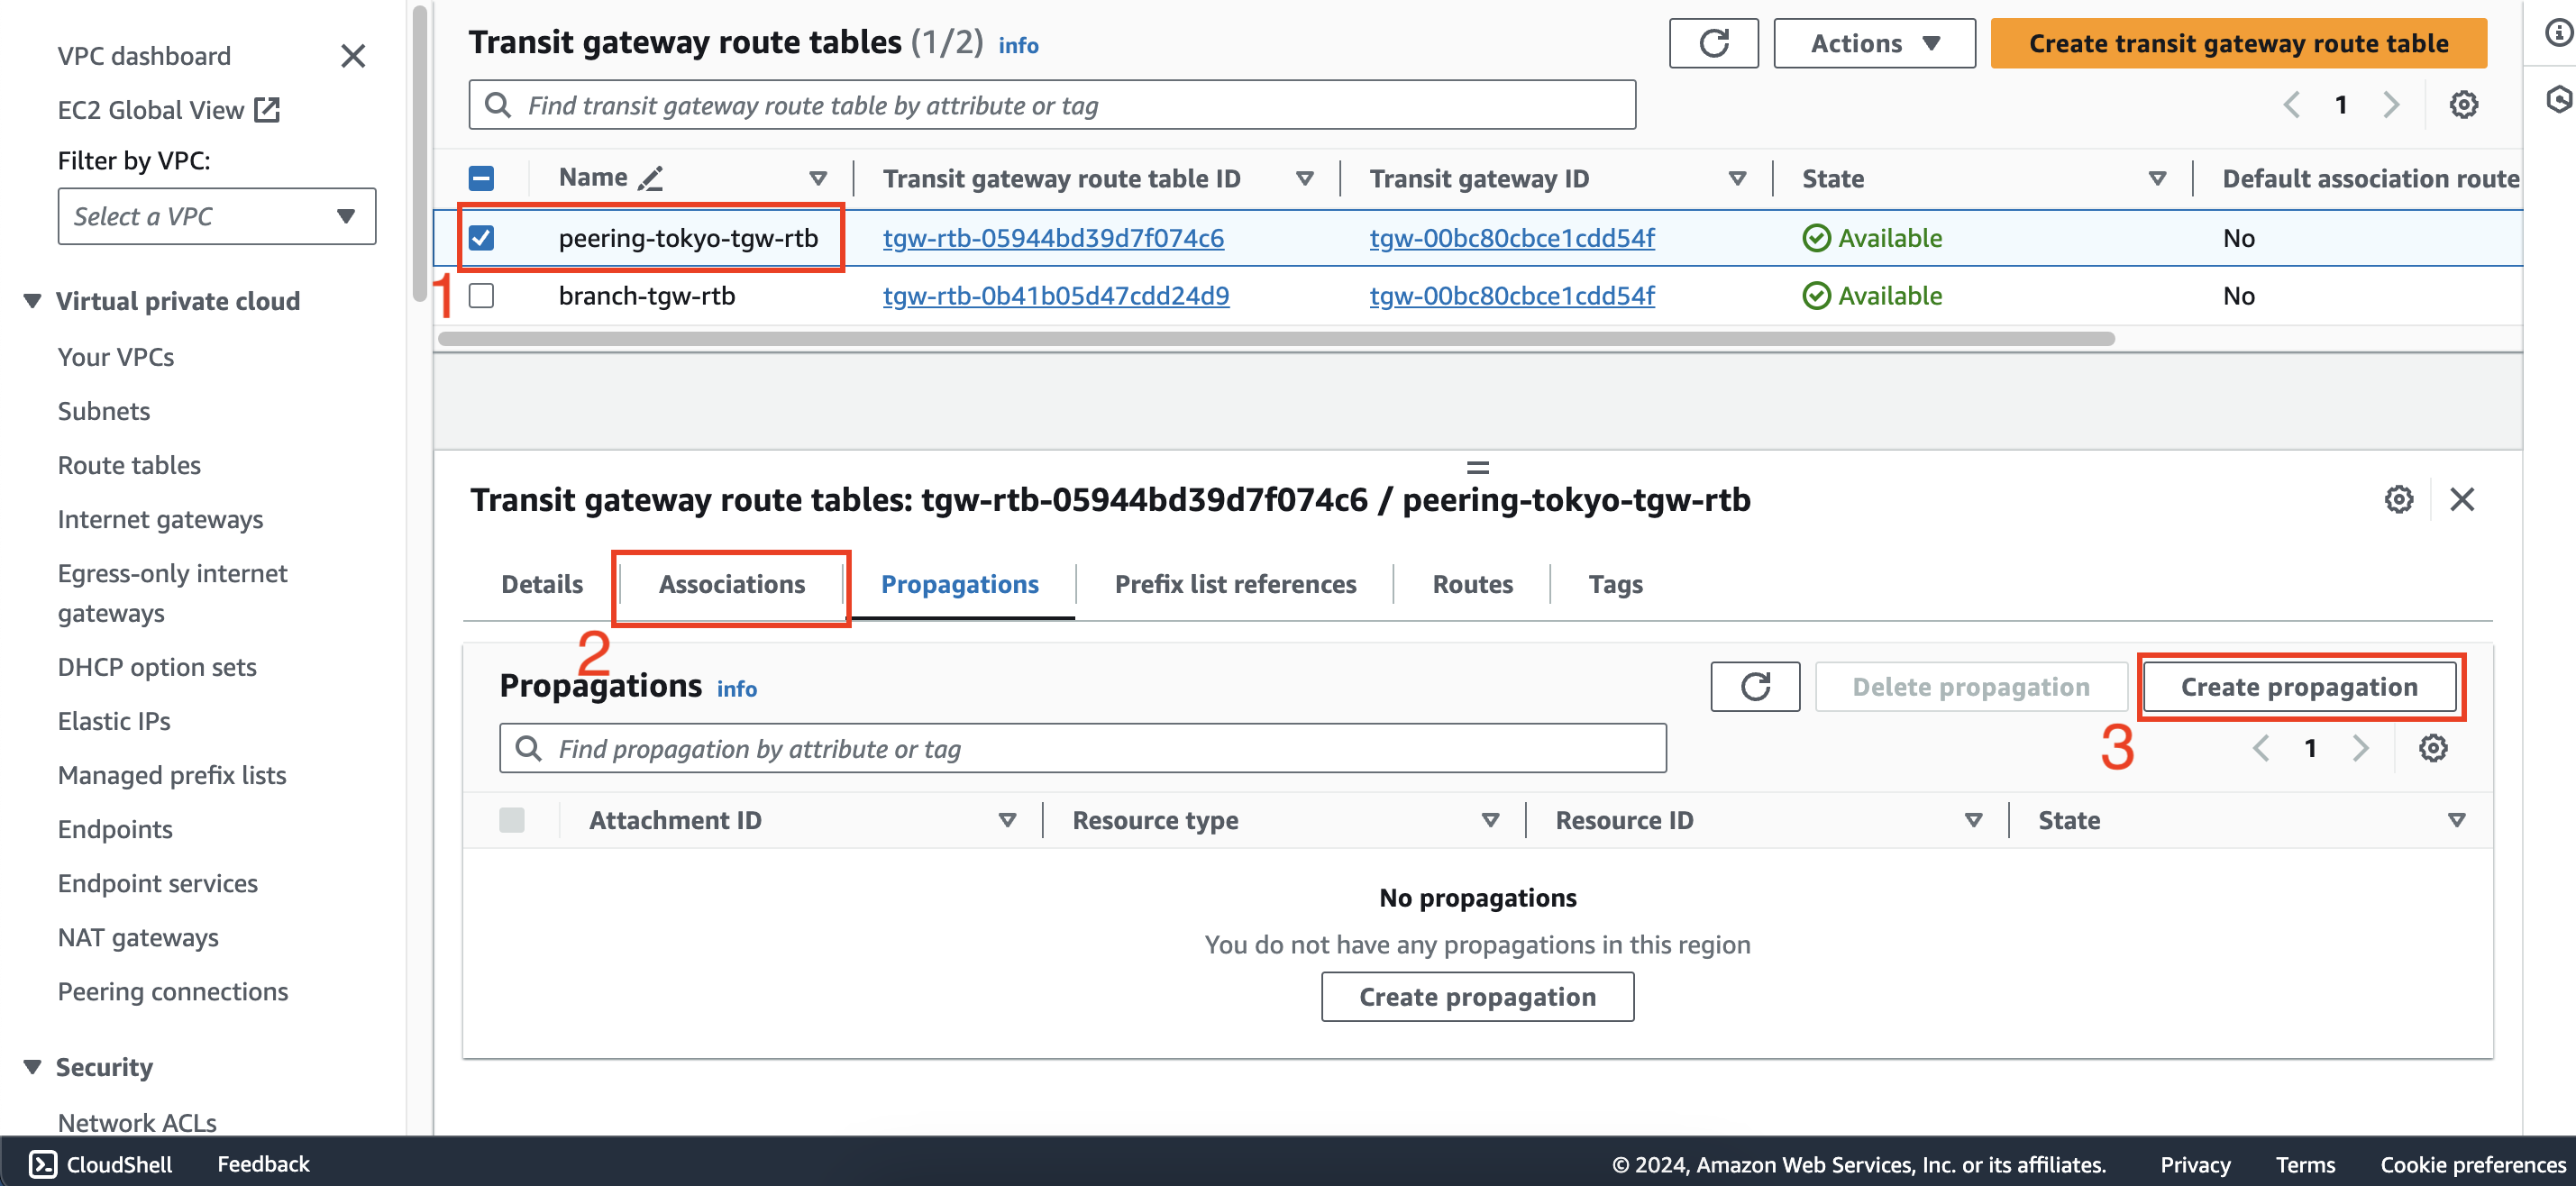 VPC dashboard
EC2 Global View
Filter by VPC:
Select a VPC
Virtual private cloud
Your VPCs
Subnets
Route tables
Internet gateways
Egress-only internet
gateways
DHCP option sets
Elastic IPs
Managed prefix lists
Endpoints
Endpoint services
NAT gateways
Peering connections
Security
Network ACLs
Transit gateway route tables (1/2) info
Actions
Create transit gateway route table
Find transit gateway route table by attribute or tag
1
Name Transit gateway route table ID Transit gateway ID State Default association route
peering-tokyo-tgw-rtb tgw-rtb-05944bd39d7f074c6 tgw-00bc80cbce1cdd54f Available No
1
branch-tgw-rtb tgw-rtb-0b41b05d47cdd24d9 tgw-00bc80cbce1cdd54f Available No
Transit gateway route tables: tgw-rtb-05944bd39d7f074c6 / peering-tokyo-tgw-rtb
Details Associations Propagations Prefix list references Routes Tags
2
Propagations info
Delete propagation
Create propagation
3
Find propagation by attribute or tag
1
Attachment ID Resource type Resource ID State
No propagations
You do not have any propagations in this region
Create propagation
CloudShell Feedback © 2024, Amazon Web Services, Inc. or its affiliates. Privacy Terms Cookie preferences